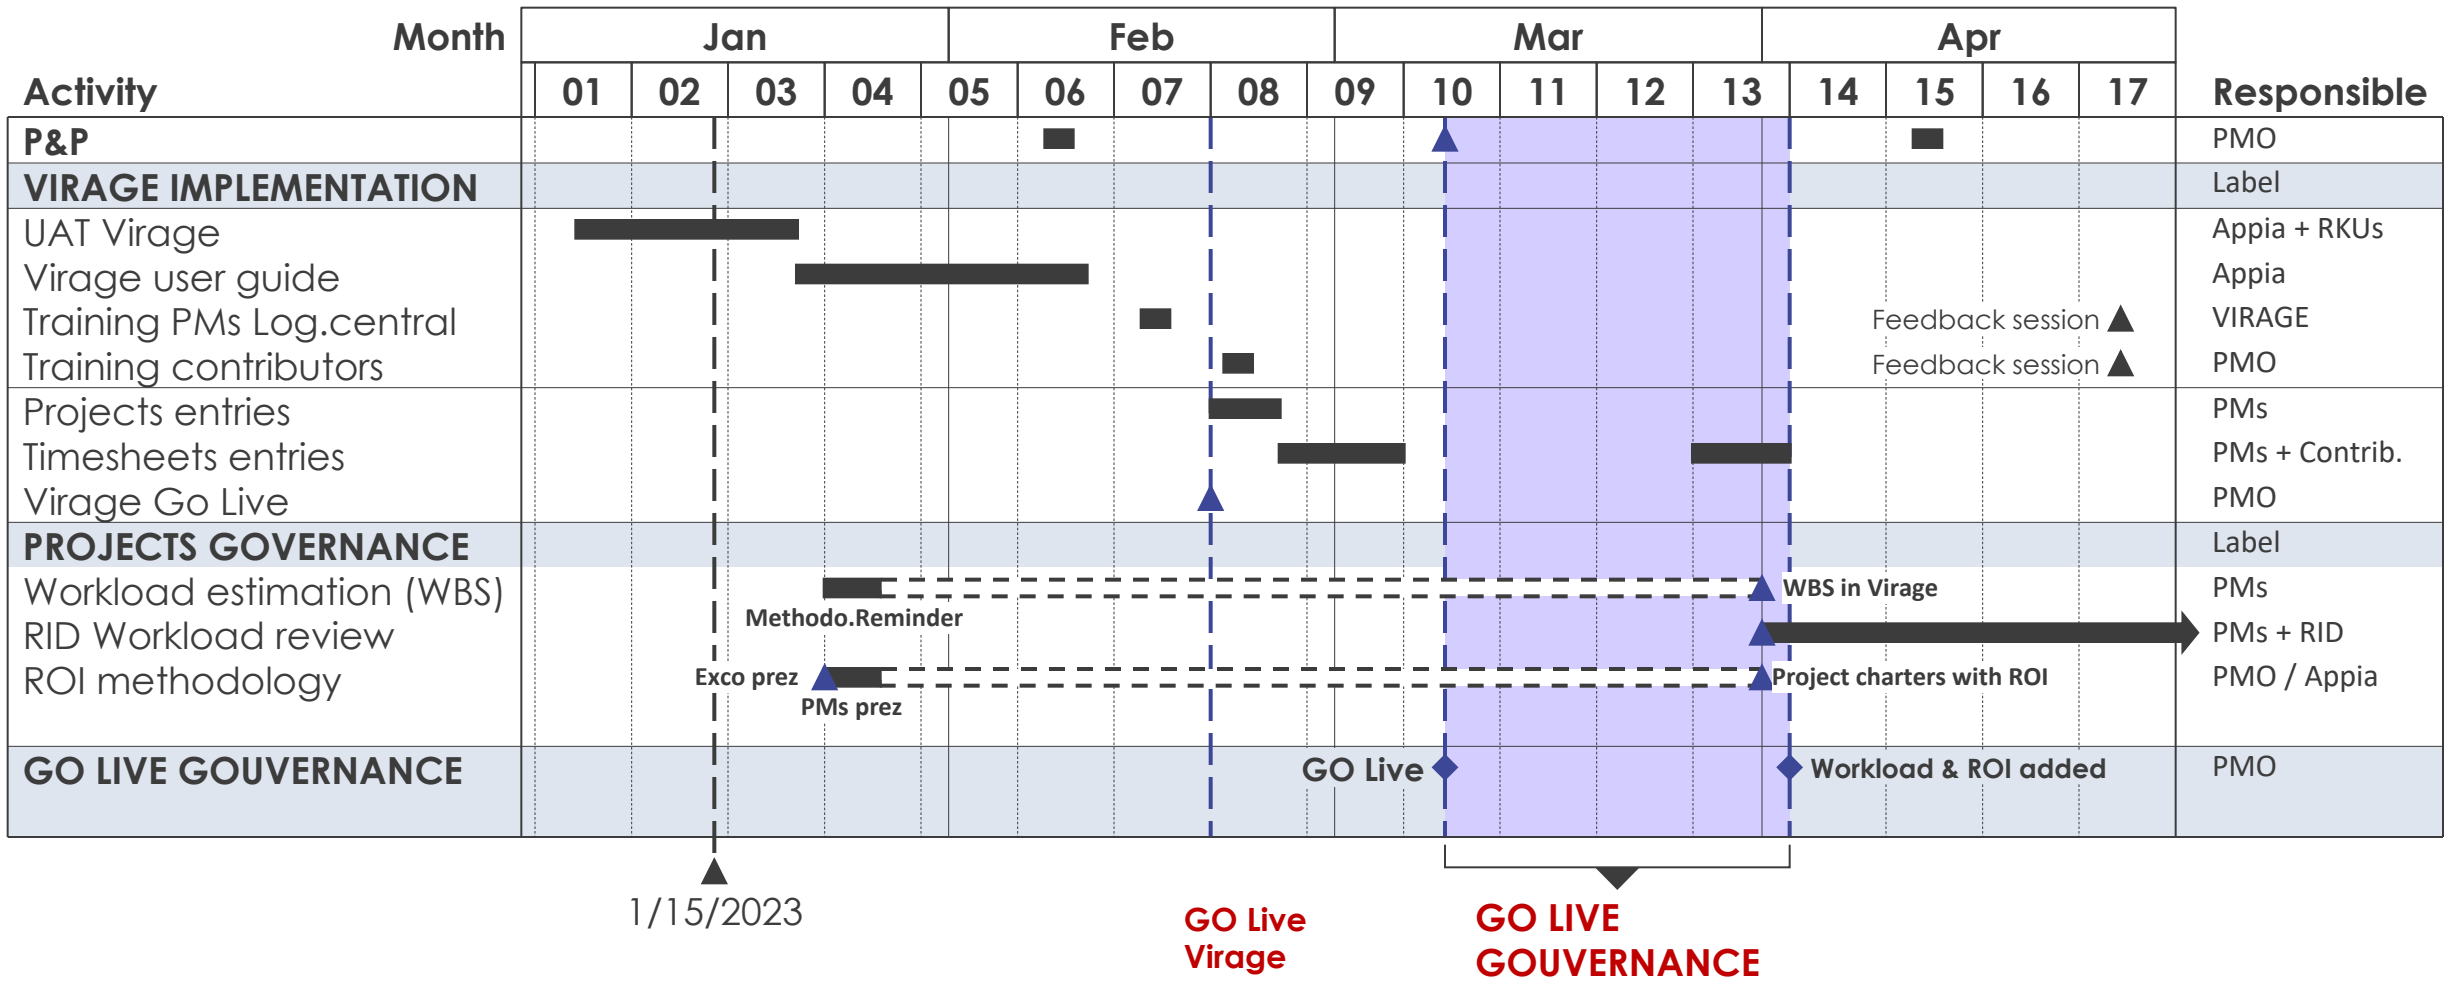 Month Jan Feb Mar Apr
Activity 01 02 03 04 05 06 07 08 09 10 11 12 13 14 15 16 17 Responsible
P&P PMO
VIRAGE IMPLEMENTATION Label
UAT Virage Appia + RKUs
Virage user guide Appia
Training PMs Log.central Feedback session VIRAGE
Training contributors Feedback session PMO
Projects entries PMs
Timesheets entries PMs + Contrib.
Virage Go Live PMO
PROJECTS GOVERNANCE Label
Workload estimation (WBS) WBS in Virage PMs
Methodo.Reminder
RID Workload review PMs + RID
ROI methodology Exco prez Project charters with ROI PMO / Appia
PMs prez
GO LIVE GOUVERNANCE GO Live Workload & ROI added PMO
1/15/2023
GO Live
Virage
GO LIVE
GOUVERNANCE